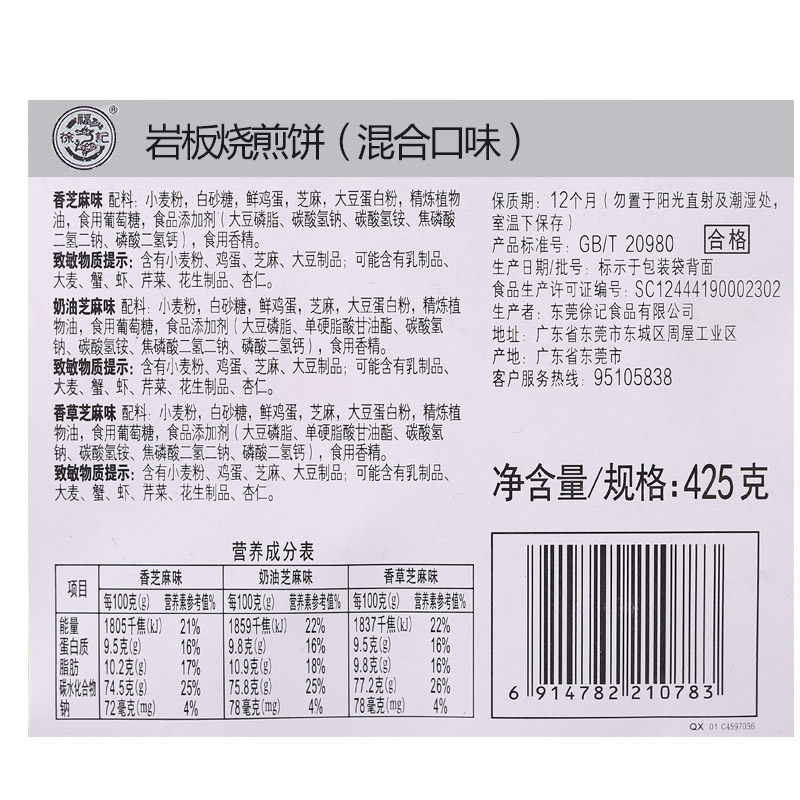 徐福记®
岩板烧煎饼（混合口味）
香芝麻味 配料：小麦粉，白砂糖，鲜鸡蛋，芝麻，大豆蛋白粉，精炼植物
油，食用葡萄糖，食品添加剂（大豆磷脂、碳酸氢钠、碳酸氢铵、焦磷酸
二氢二钠、磷酸二氢钙），食用香精。
致敏物质提示：含有小麦粉、鸡蛋、芝麻、大豆制品；可能含有乳制品、
大麦、蟹、虾、芹菜、花生制品、杏仁。
奶油芝麻味 配料：小麦粉，白砂糖，鲜鸡蛋，芝麻，大豆蛋白粉，精炼植
物油，食用葡萄糖，食品添加剂（大豆磷脂、单硬脂酸甘油酯、碳酸氢
钠、碳酸氢铵、焦磷酸二氢二钠、磷酸二氢钙），食用香精。
致敏物质提示：含有小麦粉、鸡蛋、芝麻、大豆制品；可能含有乳制品、
大麦、蟹、虾、芹菜、花生制品、杏仁。
香草芝麻味 配料：小麦粉，白砂糖，鲜鸡蛋，芝麻，大豆蛋白粉，精炼植
物油，食用葡萄糖，食品添加剂（大豆磷脂、单硬脂酸甘油酯、碳酸氢
钠、碳酸氢铵、焦磷酸二氢二钠、磷酸二氢钙），食用香精。
致敏物质提示：含有小麦粉、鸡蛋、芝麻、大豆制品；可能含有乳制品、
大麦、蟹、虾、芹菜、花生制品、杏仁。
保质期：12个月（勿置于阳光直射及潮湿处，
室温下保存）
产品标准号：GB/T 20980 合格
生产日期/批号：标示于包装袋背面
食品生产许可证编号：SC12444190002302
生产者：东莞徐记食品有限公司
地址：广东省东莞市东城区周屋工业区
产地：广东省东莞市
客户服务热线：95105838
净含量/规格：425克
营养成分表
项目 香芝麻味 奶油芝麻味 香草芝麻味
每100克(g) 营养素参考值% 每100克(g) 营养素参考值% 每100克(g) 营养素参考值%
能量 1805千焦(kJ) 21% 1859千焦(kJ) 22% 1837千焦(kJ) 22%
蛋白质 9.5克(g) 16% 9.8克(g) 16% 9.5克(g) 16%
脂肪 10.2克(g) 17% 10.9克(g) 18% 9.8克(g) 16%
碳水化合物 74.5克(g) 25% 75.8克(g) 25% 77.2克(g) 26%
钠 72毫克(mg) 4% 78毫克(mg) 4% 78毫克(mg) 4%
6 914782 210783
QX 01 C4597036